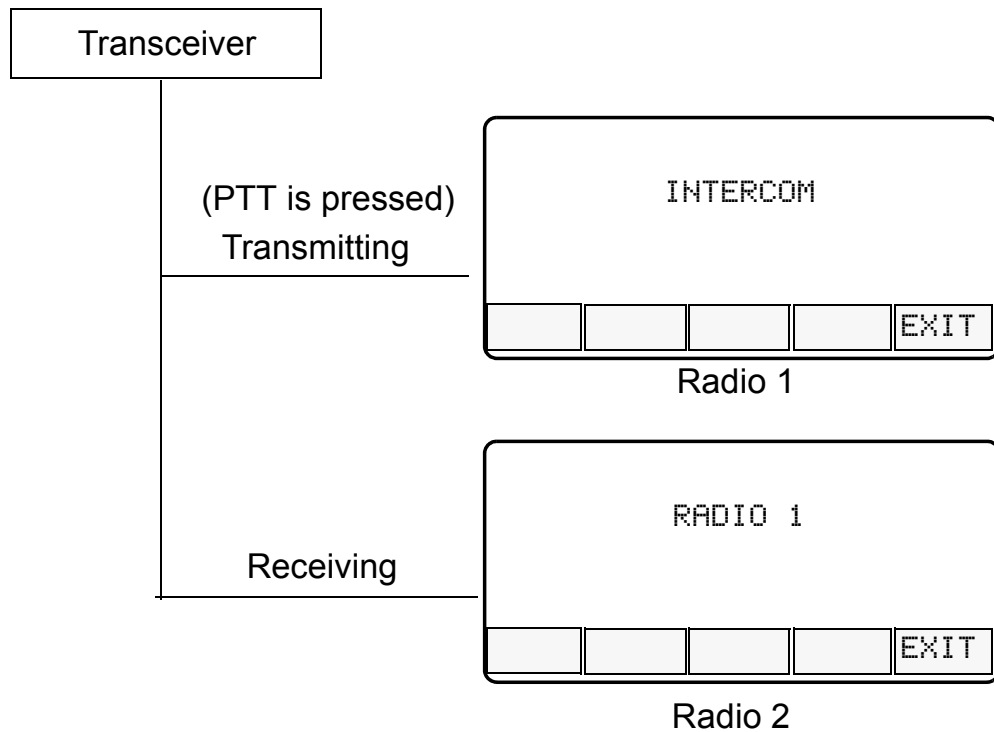 Transceiver
(PTT is pressed)
Transmitting
INTERCOM
EXIT
Radio 1
Receiving
RADIO 1
EXIT
Radio 2